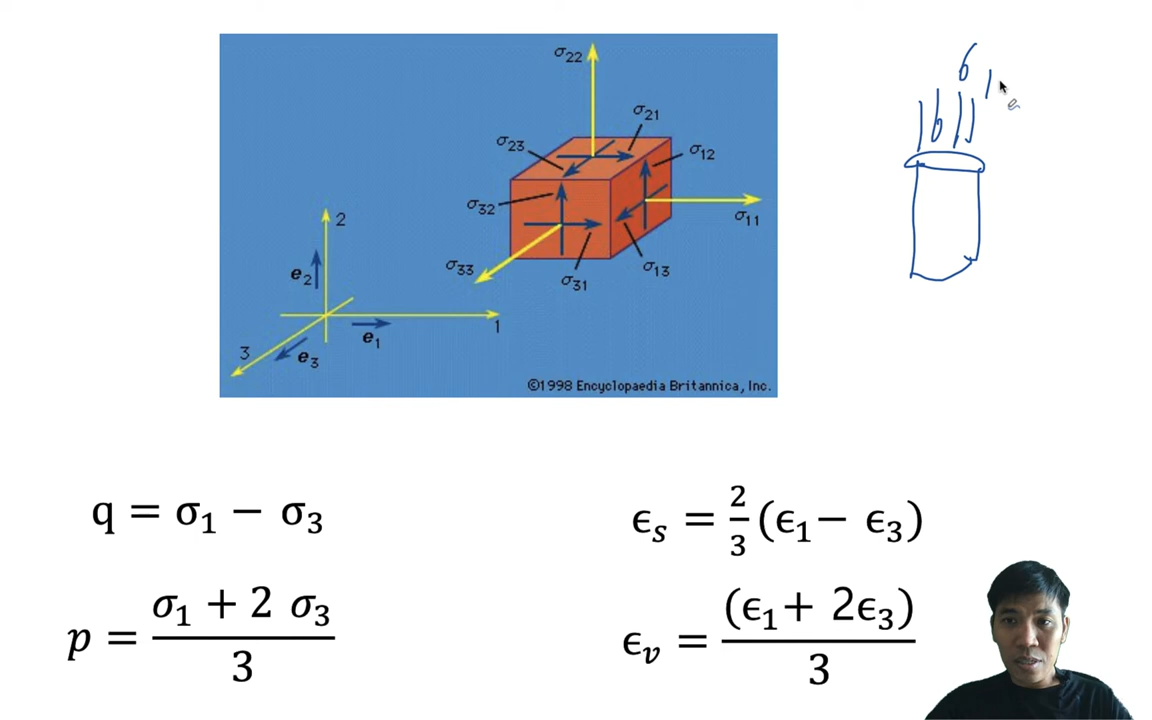 σ22
σ21
σ23
σ12
σ32
σ11
σ33
σ31
σ13
2
e2
1
e1
3
e3
©1998 Encyclopaedia Britannica, Inc.
q = σ₁ − σ₃
ϵₛ = 2/3 (ϵ₁ − ϵ₃)
p = (σ₁ + 2 σ₃)/3
ϵᵥ = (ϵ₁ + 2ϵ₃)/3